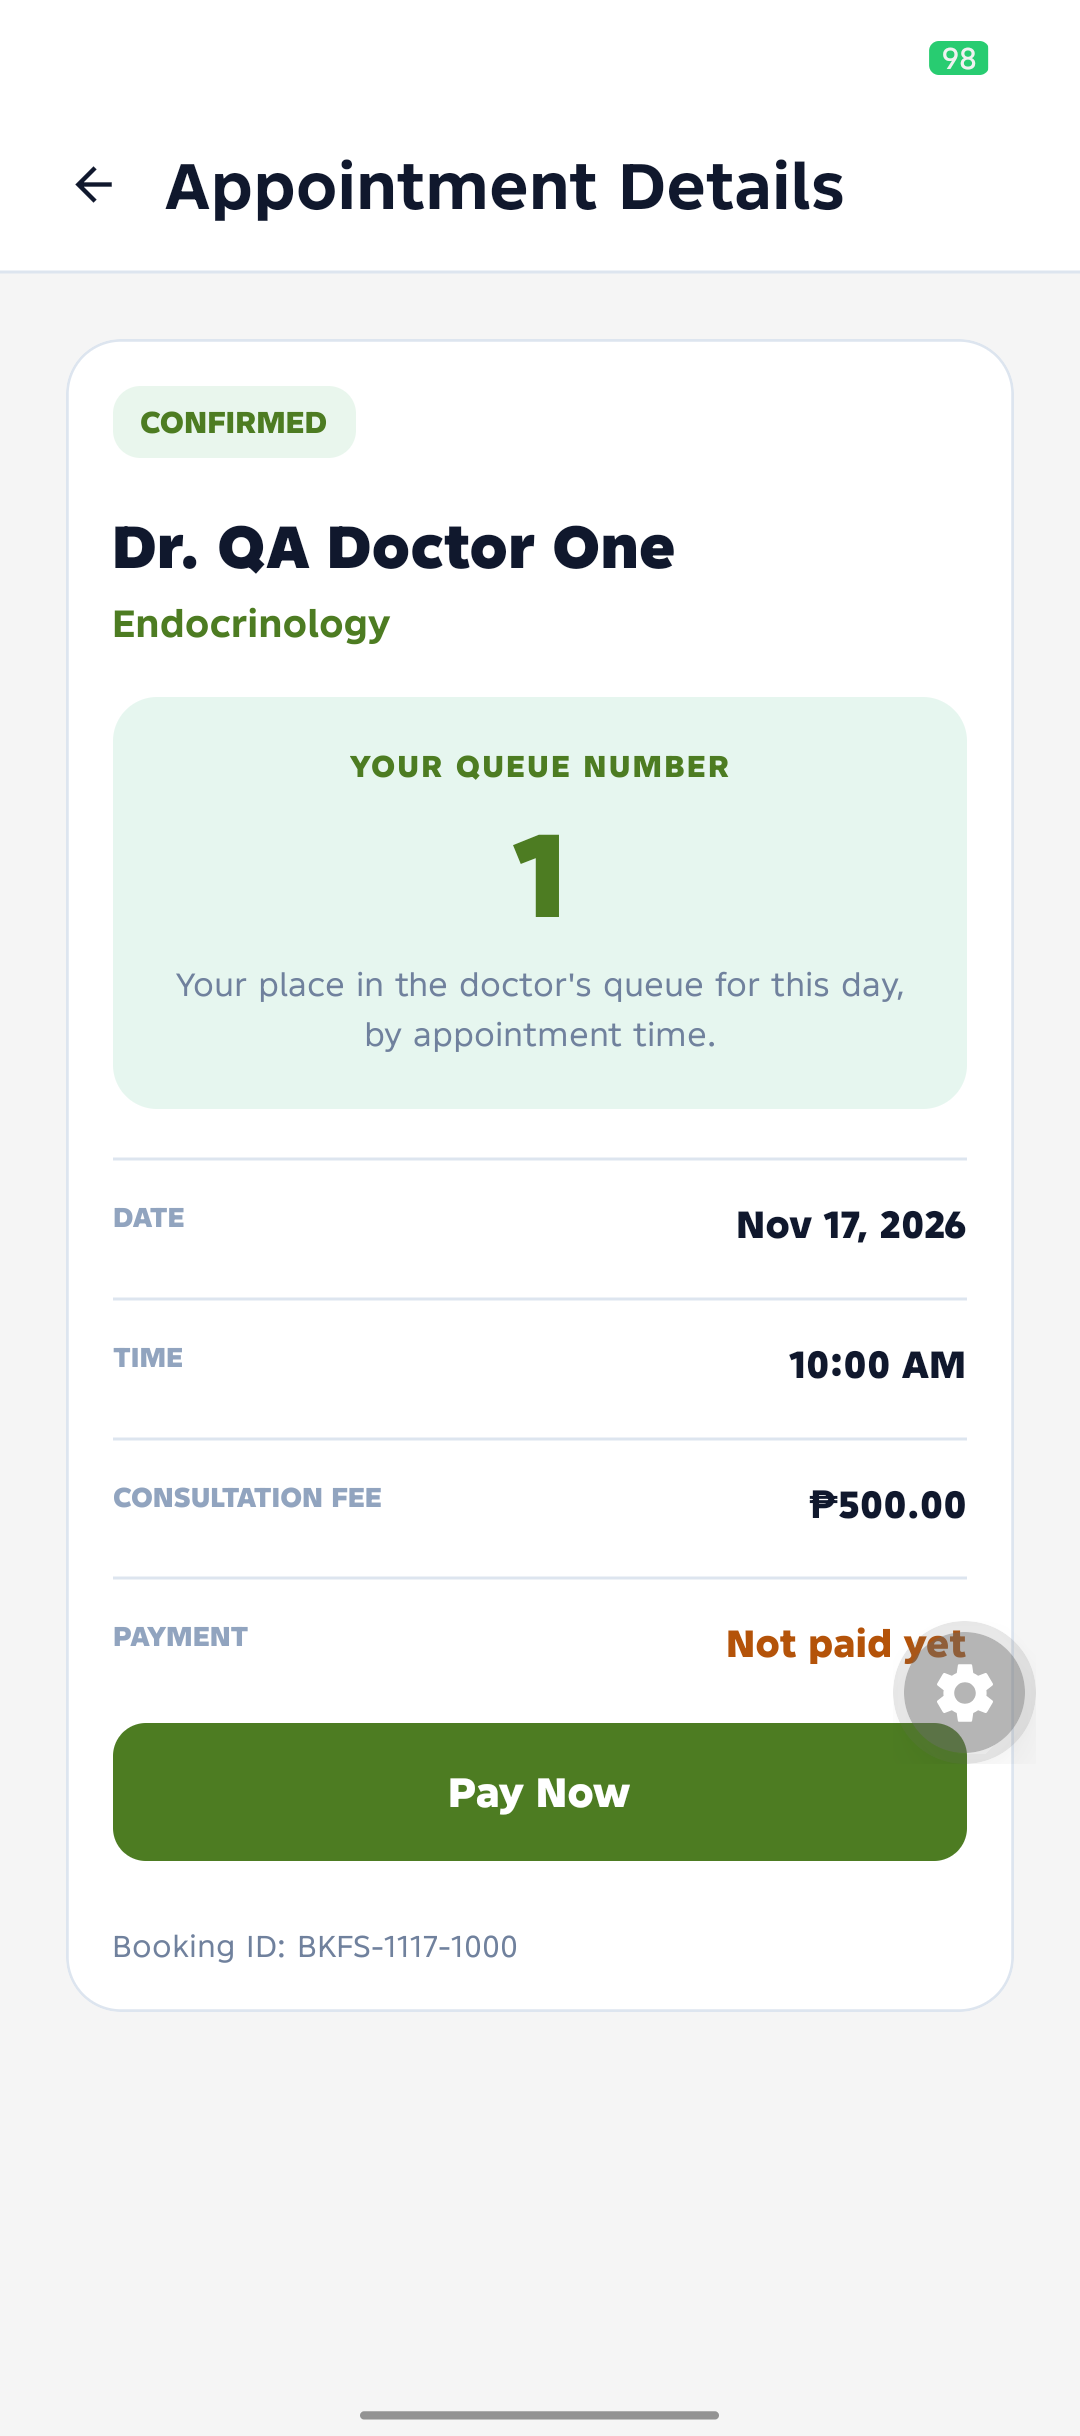 98
Appointment Details
CONFIRMED
Dr. QA Doctor One
Endocrinology
YOUR QUEUE NUMBER
1
Your place in the doctor's queue for this day,
by appointment time.
DATE
Nov 17, 2026
TIME
10:00 AM
CONSULTATION FEE
₱500.00
PAYMENT
Not paid yet
Pay Now
Booking ID: BKFS-1117-1000